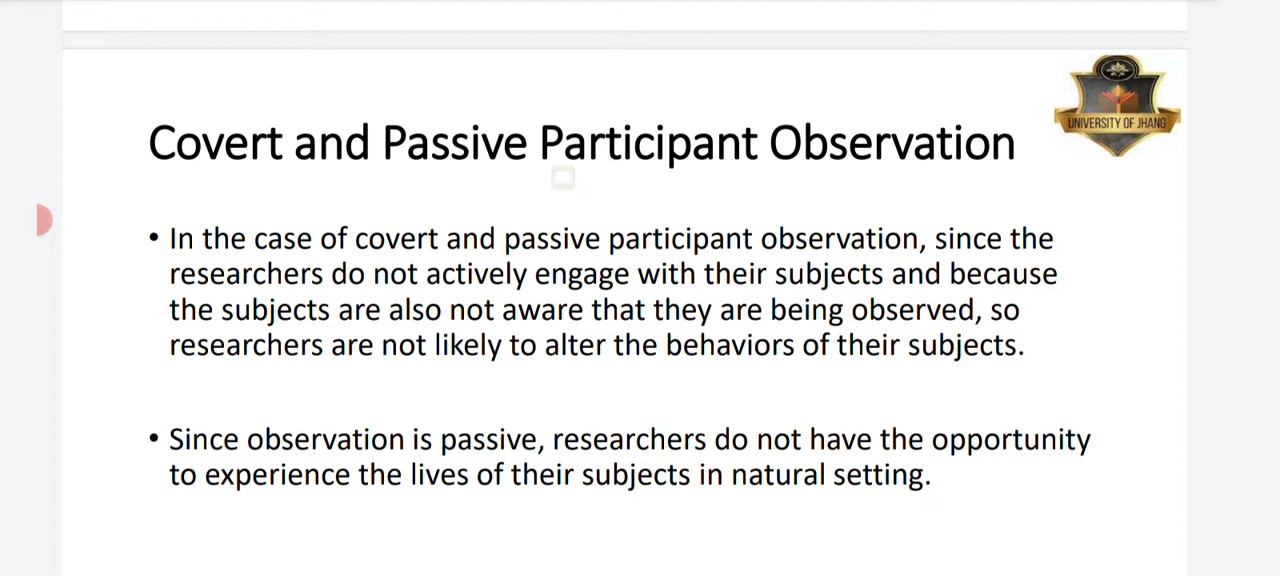 UNIVERSITY OF JHANG
Covert and Passive Participant Observation
• In the case of covert and passive participant observation, since the
researchers do not actively engage with their subjects and because
the subjects are also not aware that they are being observed, so
researchers are not likely to alter the behaviors of their subjects.
• Since observation is passive, researchers do not have the opportunity
to experience the lives of their subjects in natural setting.